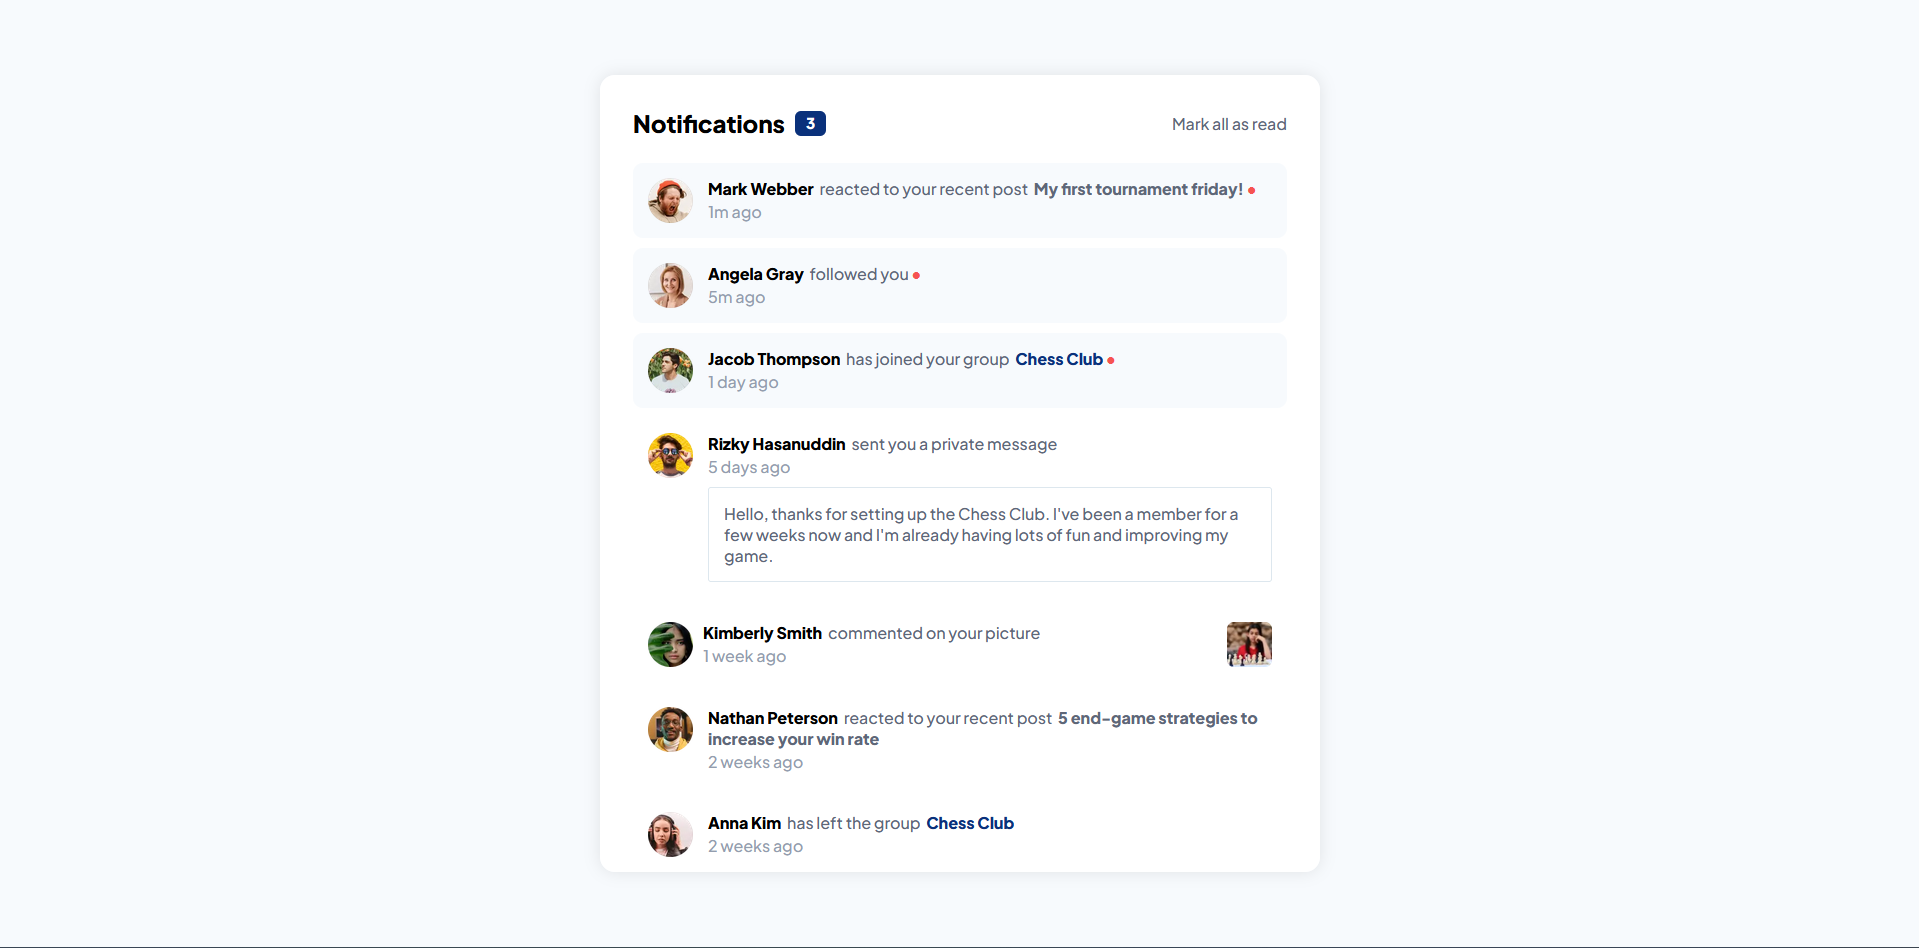 Notifications 3
Mark all as read
Mark Webber reacted to your recent post My first tournament friday!
1m ago
Angela Gray followed you
5m ago
Jacob Thompson has joined your group Chess Club
1 day ago
Rizky Hasanuddin sent you a private message
5 days ago
Hello, thanks for setting up the Chess Club. I've been a member for a
few weeks now and I'm already having lots of fun and improving my
game.
Kimberly Smith commented on your picture
1 week ago
Nathan Peterson reacted to your recent post 5 end-game strategies to
increase your win rate
2 weeks ago
Anna Kim has left the group Chess Club
2 weeks ago